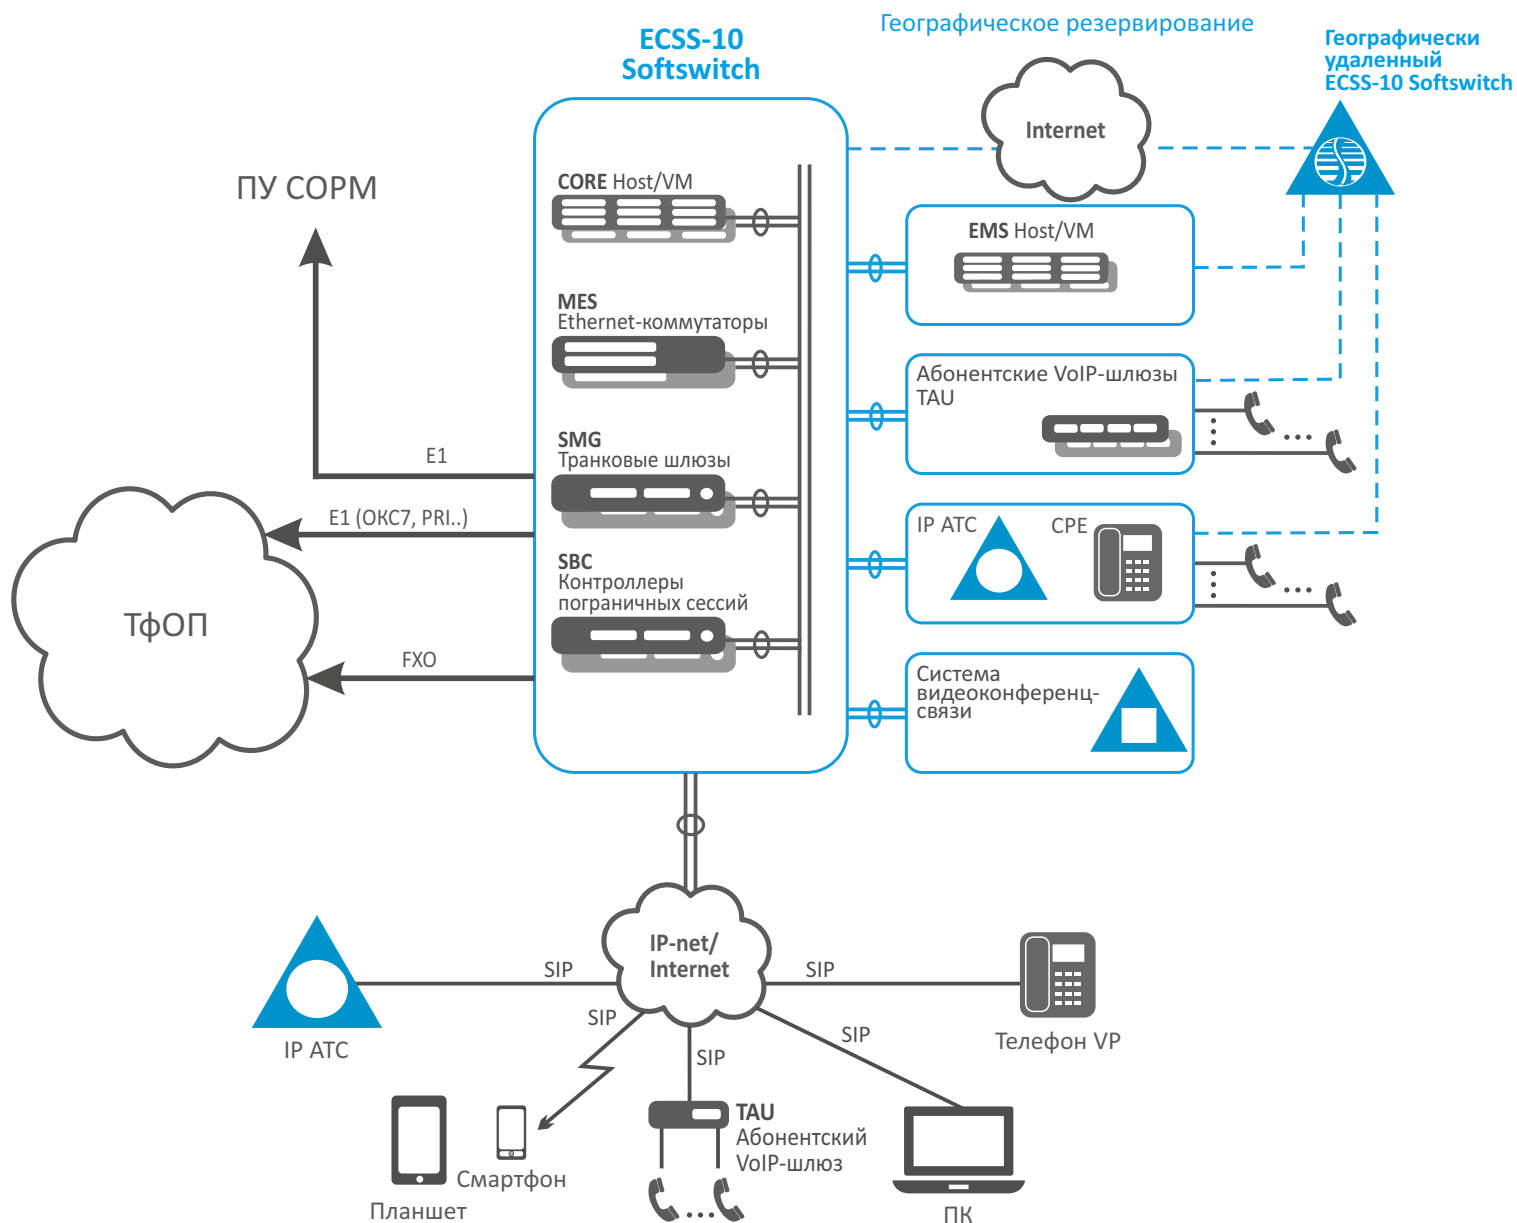 Географическое резервирование
ECSS-10
Softswitch
Географически
удаленный
ECSS-10 Softswitch
Internet
ПУ СОРМ
CORE Host/VM
EMS Host/VM
MES
Ethernet-коммутаторы
Абонентские VoIP-шлюзы
TAU
SMG
Транковые шлюзы
E1
E1 (ОКС7, PRI..)
IP АТС
CPE
SBC
Контроллеры
пограничных сессий
ТфОП
FXO
Система
видеоконференц-
связи
IP-net/
Internet
SIP
SIP
SIP
SIP
SIP
IP АТС
Телефон VP
TAU
Абонентский
VoIP-шлюз
Смартфон
Планшет
ПК